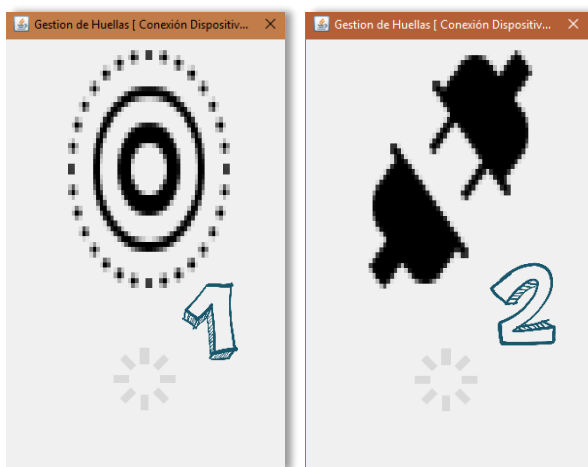 Gestion de Huellas [ Conexión Dispositiv...
Gestion de Huellas [ Conexión Dispositiv...
1
2